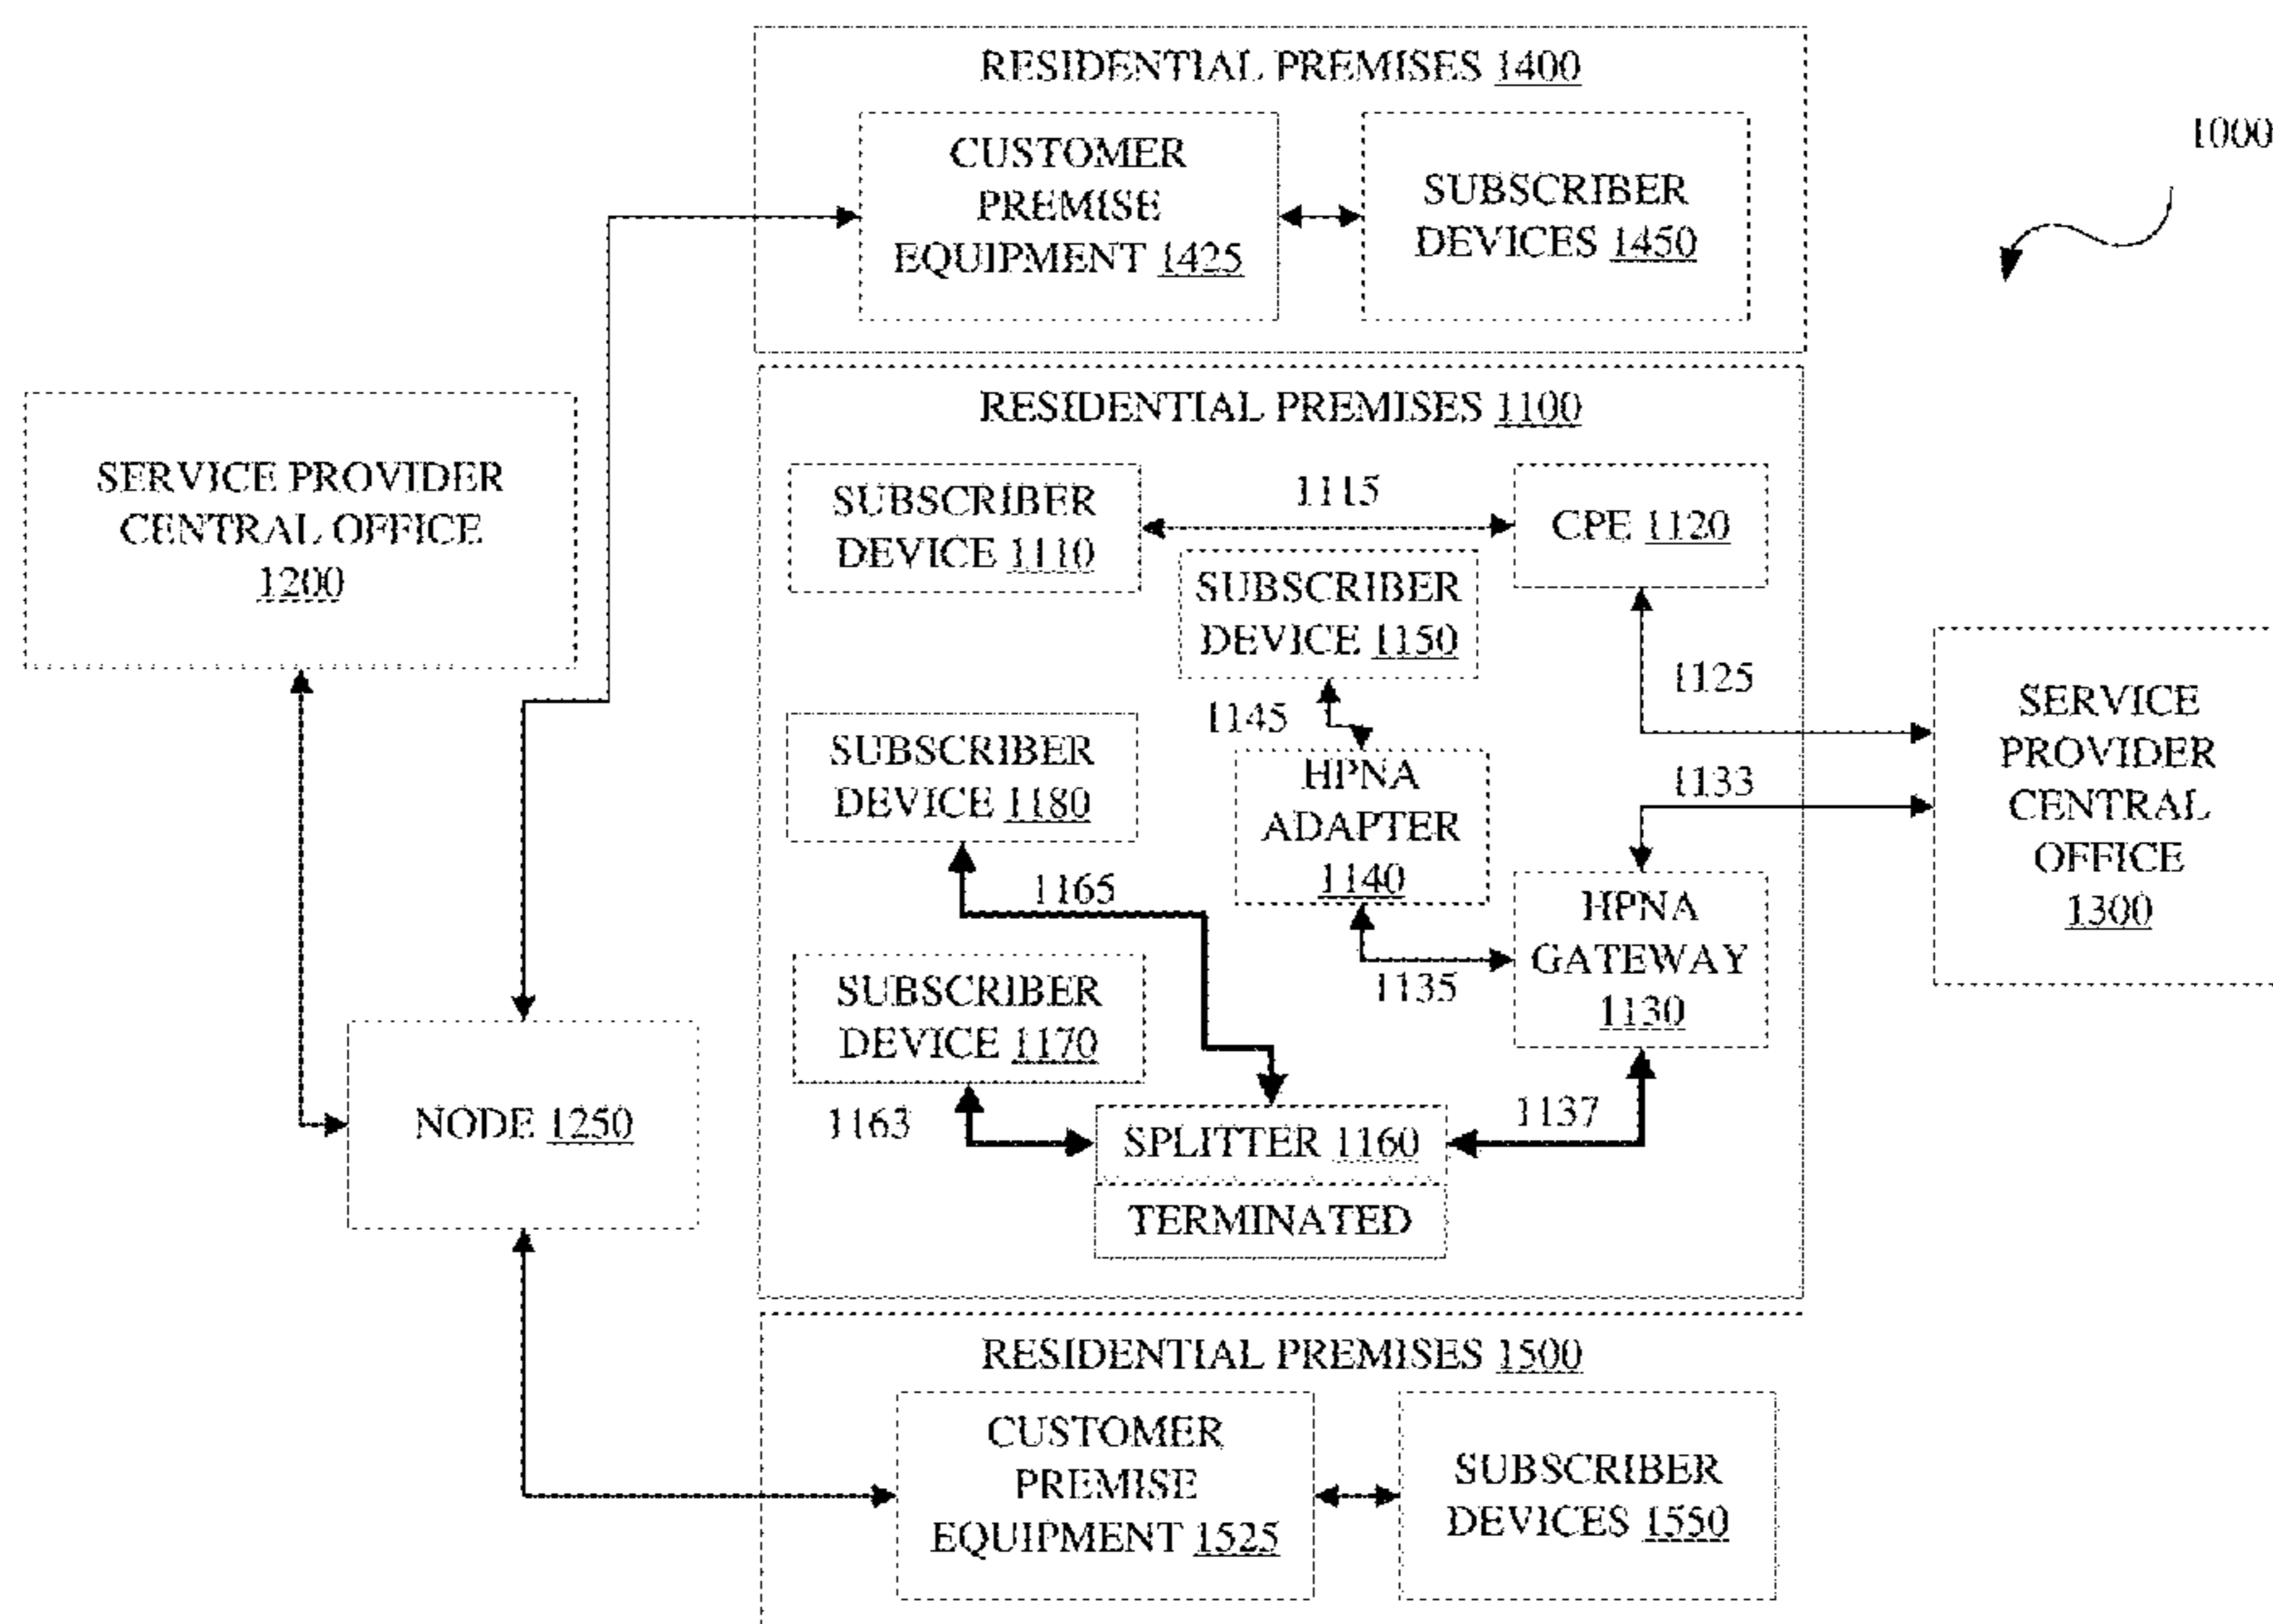 RESIDENTIAL PREMISES 1400
CUSTOMER
PREMISE
EQUIPMENT 1425
SUBSCRIBER
DEVICES 1450
1000
RESIDENTIAL PREMISES 1100
SERVICE PROVIDER
CENTRAL OFFICE
1200
SUBSCRIBER
DEVICE 1110
1115
CPE 1120
SUBSCRIBER
DEVICE 1150
1125
1145
SUBSCRIBER
DEVICE 1180
HPNA
ADAPTER
1140
1133
SERVICE
PROVIDER
CENTRAL
OFFICE
1300
1165
HPNA
GATEWAY
1130
1135
SUBSCRIBER
DEVICE 1170
NODE 1250
1163
SPLITTER 1160
1137
TERMINATED
RESIDENTIAL PREMISES 1500
CUSTOMER
PREMISE
EQUIPMENT 1525
SUBSCRIBER
DEVICES 1550